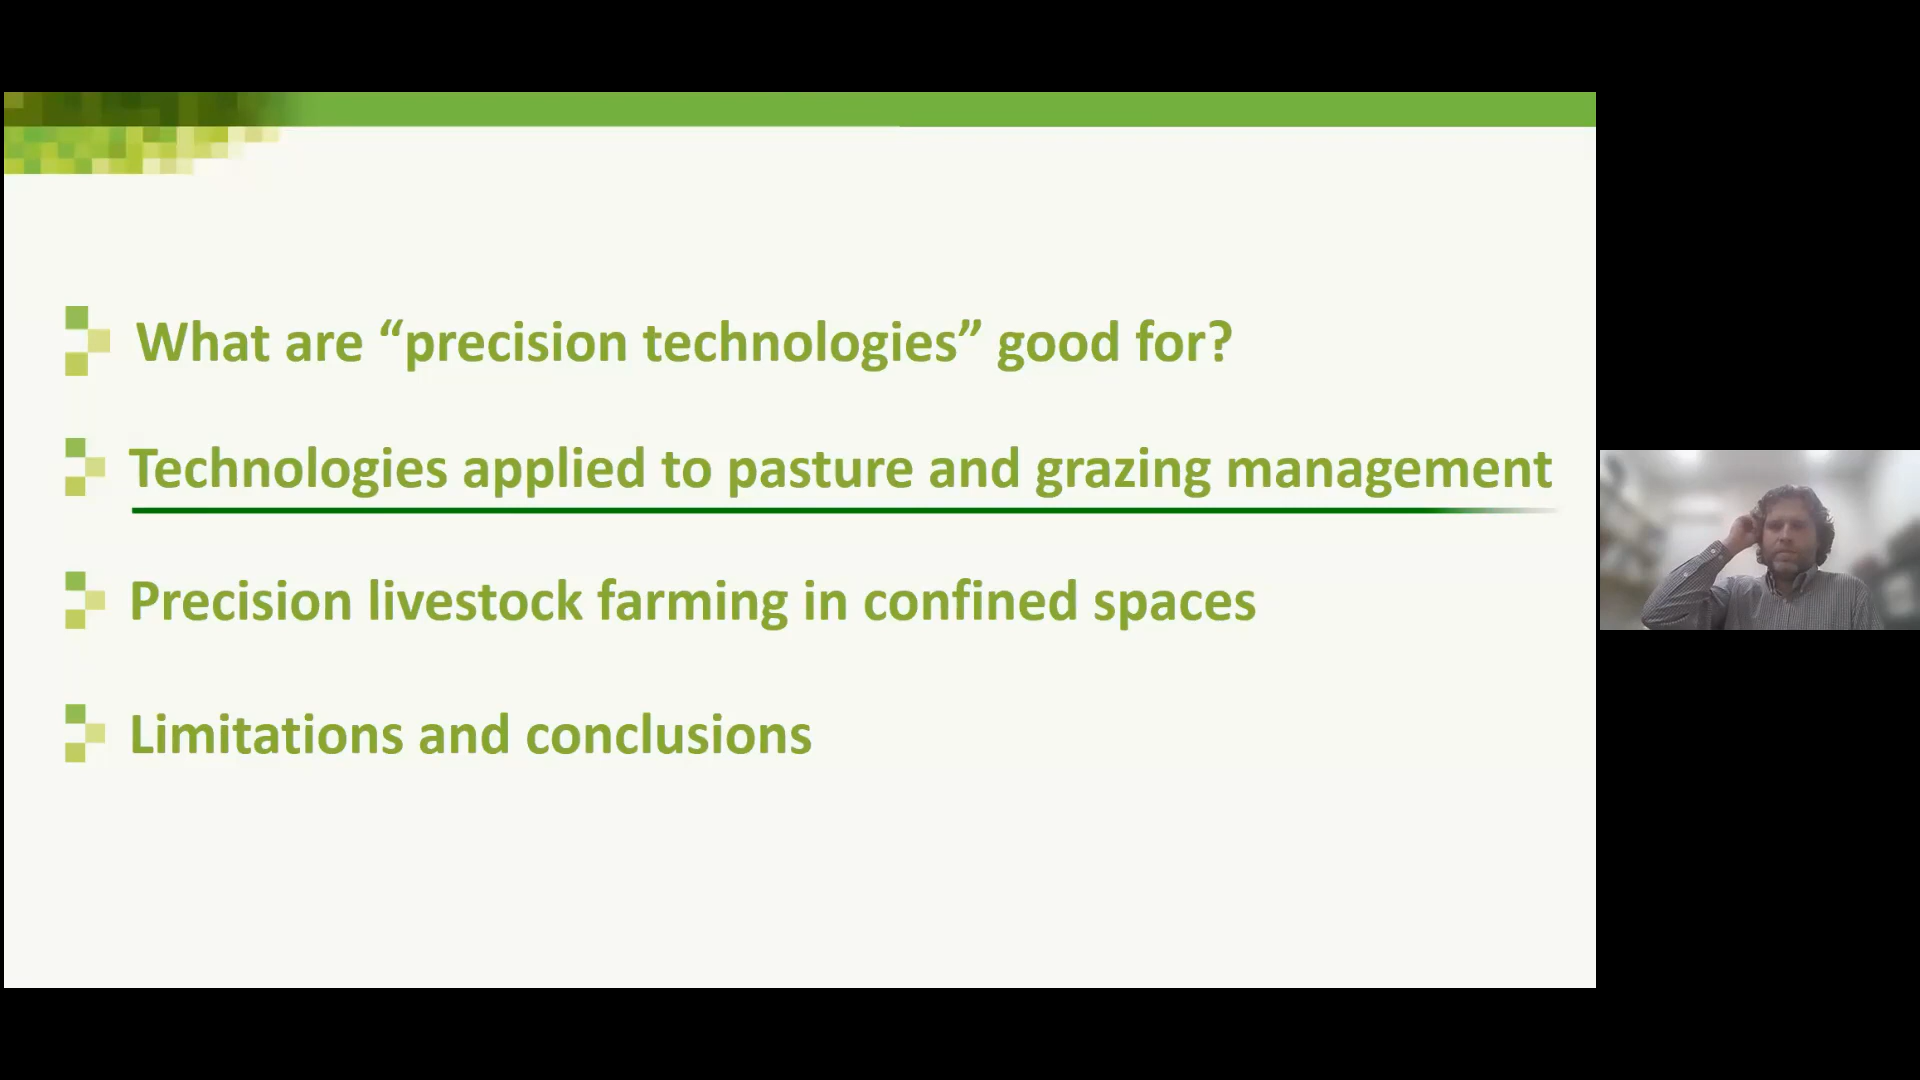 What are “precision technologies” good for?
Technologies applied to pasture and grazing management
Precision livestock farming in confined spaces
Limitations and conclusions